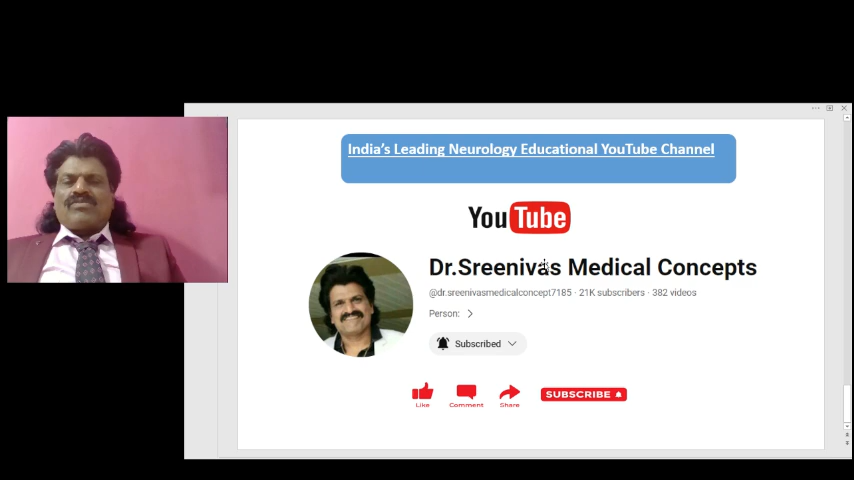 India's Leading Neurology Educational YouTube Channel
YouTube
Dr.Sreenivas Medical Concepts
@dr.sreenivasmedicalconcept7185 · 21K subscribers · 382 videos
Person:
Subscribed
Like Comment Share SUBSCRIBE